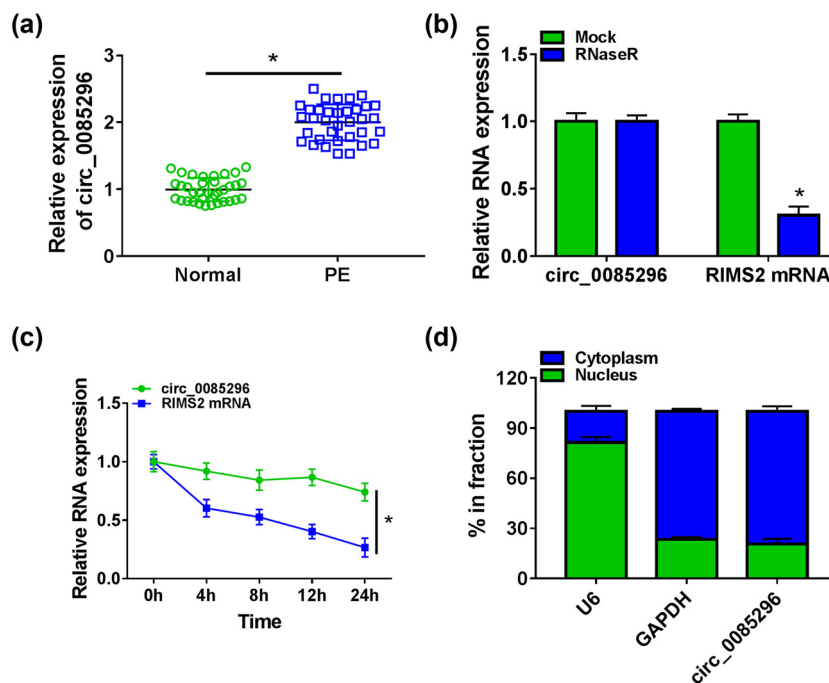 (a)
Relative expression
of circ_0085296
3
2
1
0
*
Normal
PE
(b)
Mock
RNaseR
Relative RNA expression
1.5
1.0
0.5
0.0
*
circ_0085296
RIMS2 mRNA
(c)
circ_0085296
RIMS2 mRNA
Relative RNA expression
1.5
1.0
0.5
0.0
*
0h
4h
8h
12h
24h
Time
(d)
Cytoplasm
Nucleus
% in fraction
120
90
60
30
0
U6
GAPDH
circ_0085296